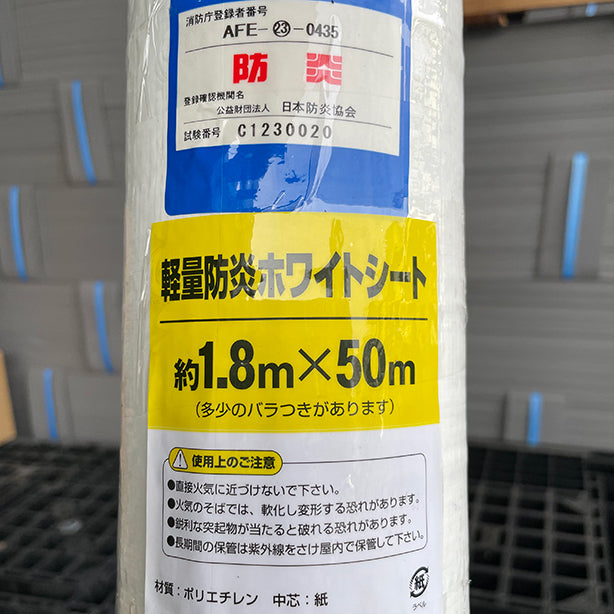 消防庁登録者番号
AFE-㉓-0435
防炎
登録確認機関名
公益財団法人 日本防炎協会
試験番号 C1230020
軽量防炎ホワイトシート
約1.8m×50m
(多少のバラつきがあります)
⚠使用上のご注意
●直接火気に近づけないで下さい。
●火気のそばでは、軟化し変形する恐れがあります。
●鋭利な突起物が当たると破れる恐れがあります。
●長期間の保管は紫外線をさけ屋内で保管して下さい。
材質：ポリエチレン 中芯：紙
紙
ラベル